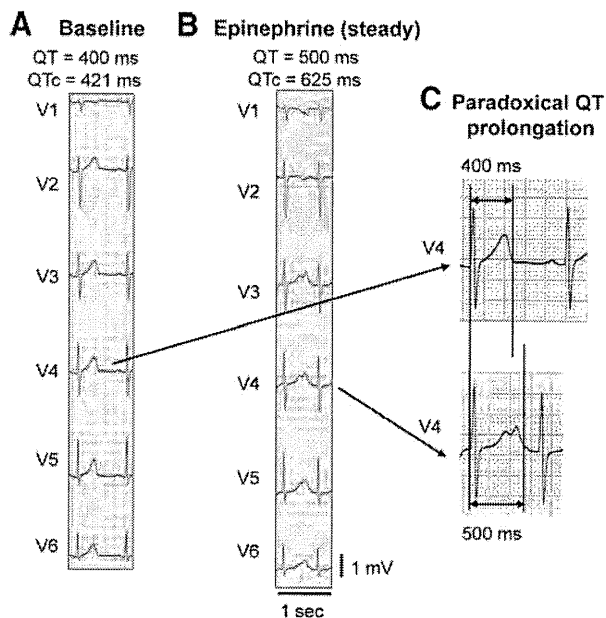 A Baseline
QT = 400 ms
QTc = 421 ms
V1
V2
V3
V4
V5
V6
B Epinephrine (steady)
QT = 500 ms
QTc = 625 ms
V1
V2
V3
V4
V5
V6
1 mV
1 sec
C Paradoxical QT
prolongation
400 ms
V4
V4
500 ms